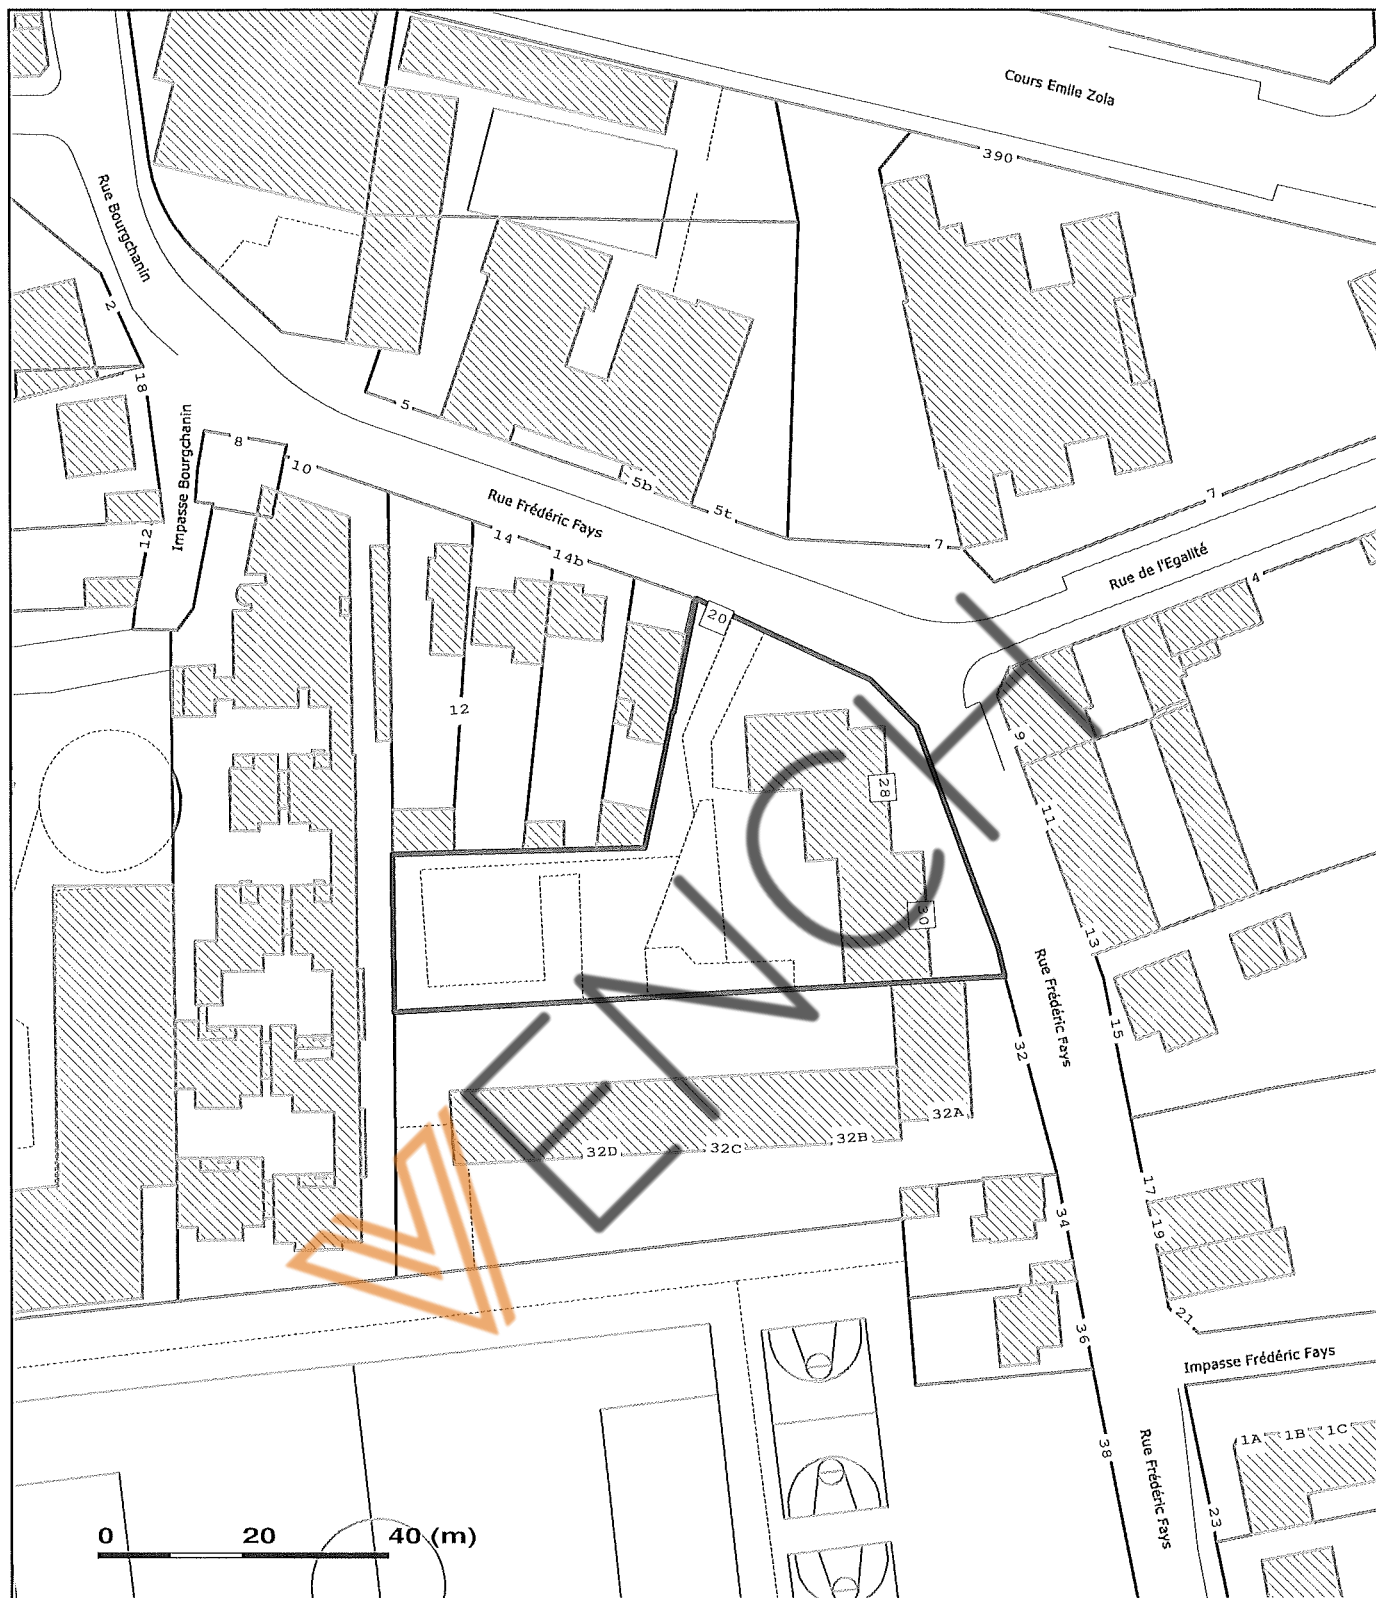 Cours Emile Zola
390
Rue Bourgchanin
2
18
5
Impasse Bourgchanin
8
10
5b
5t
Rue Frédéric Fays
7
7
14
14b
12
Rue de l'Egalité
4
20
12
9
28
11
30
13
Rue Frédéric Fays
15
32
32A
32B
32C
32D
VENCH
17
34
19
21
36
Impasse Frédéric Fays
38
Rue Frédéric Fays
1A 1B 1C
23
0 20 40 (m)